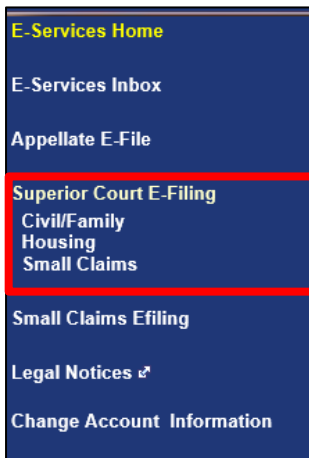 E-Services Home
E-Services Inbox
Appellate E-File
Superior Court E-Filing
Civil/Family
Housing
Small Claims
Small Claims Efiling
Legal Notices
Change Account Information